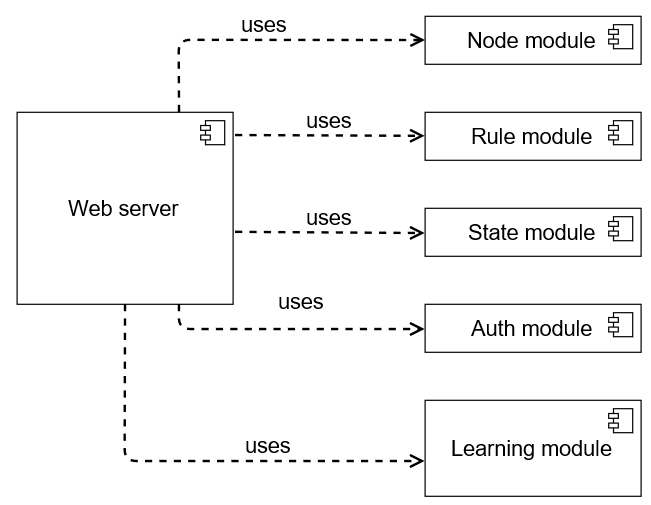 uses
Node module
uses
Rule module
Web server
uses
State module
uses
Auth module
uses
Learning module